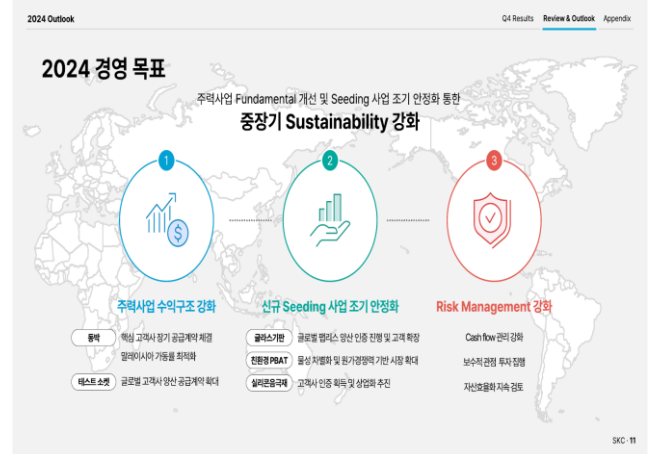 2024 Outlook
Q4 Results Review & Outlook Appendix
2024 경영 목표
주력사업 Fundamental 개선 및 Seeding 사업 조기 안정화 통한
중장기 Sustainability 강화
1
2
3
주력사업 수익구조 강화
동박 핵심 고객사 장기 공급계약 체결
말레이시아 가동률 최적화
테스트 소켓 글로벌 고객사 양산 공급계약 확대
신규 Seeding 사업 조기 안정화
글라스기판 글로벌 팹리스 양산 인증 진행 및 고객 확장
친환경 PBAT 물성 차별화 및 원가경쟁력 기반 시장 확대
실리콘음극재 고객사 인증 획득 및 상업화 추진
Risk Management 강화
Cash flow 관리 강화
보수적 관점 투자 집행
자산효율화 지속 검토
SKC · 11